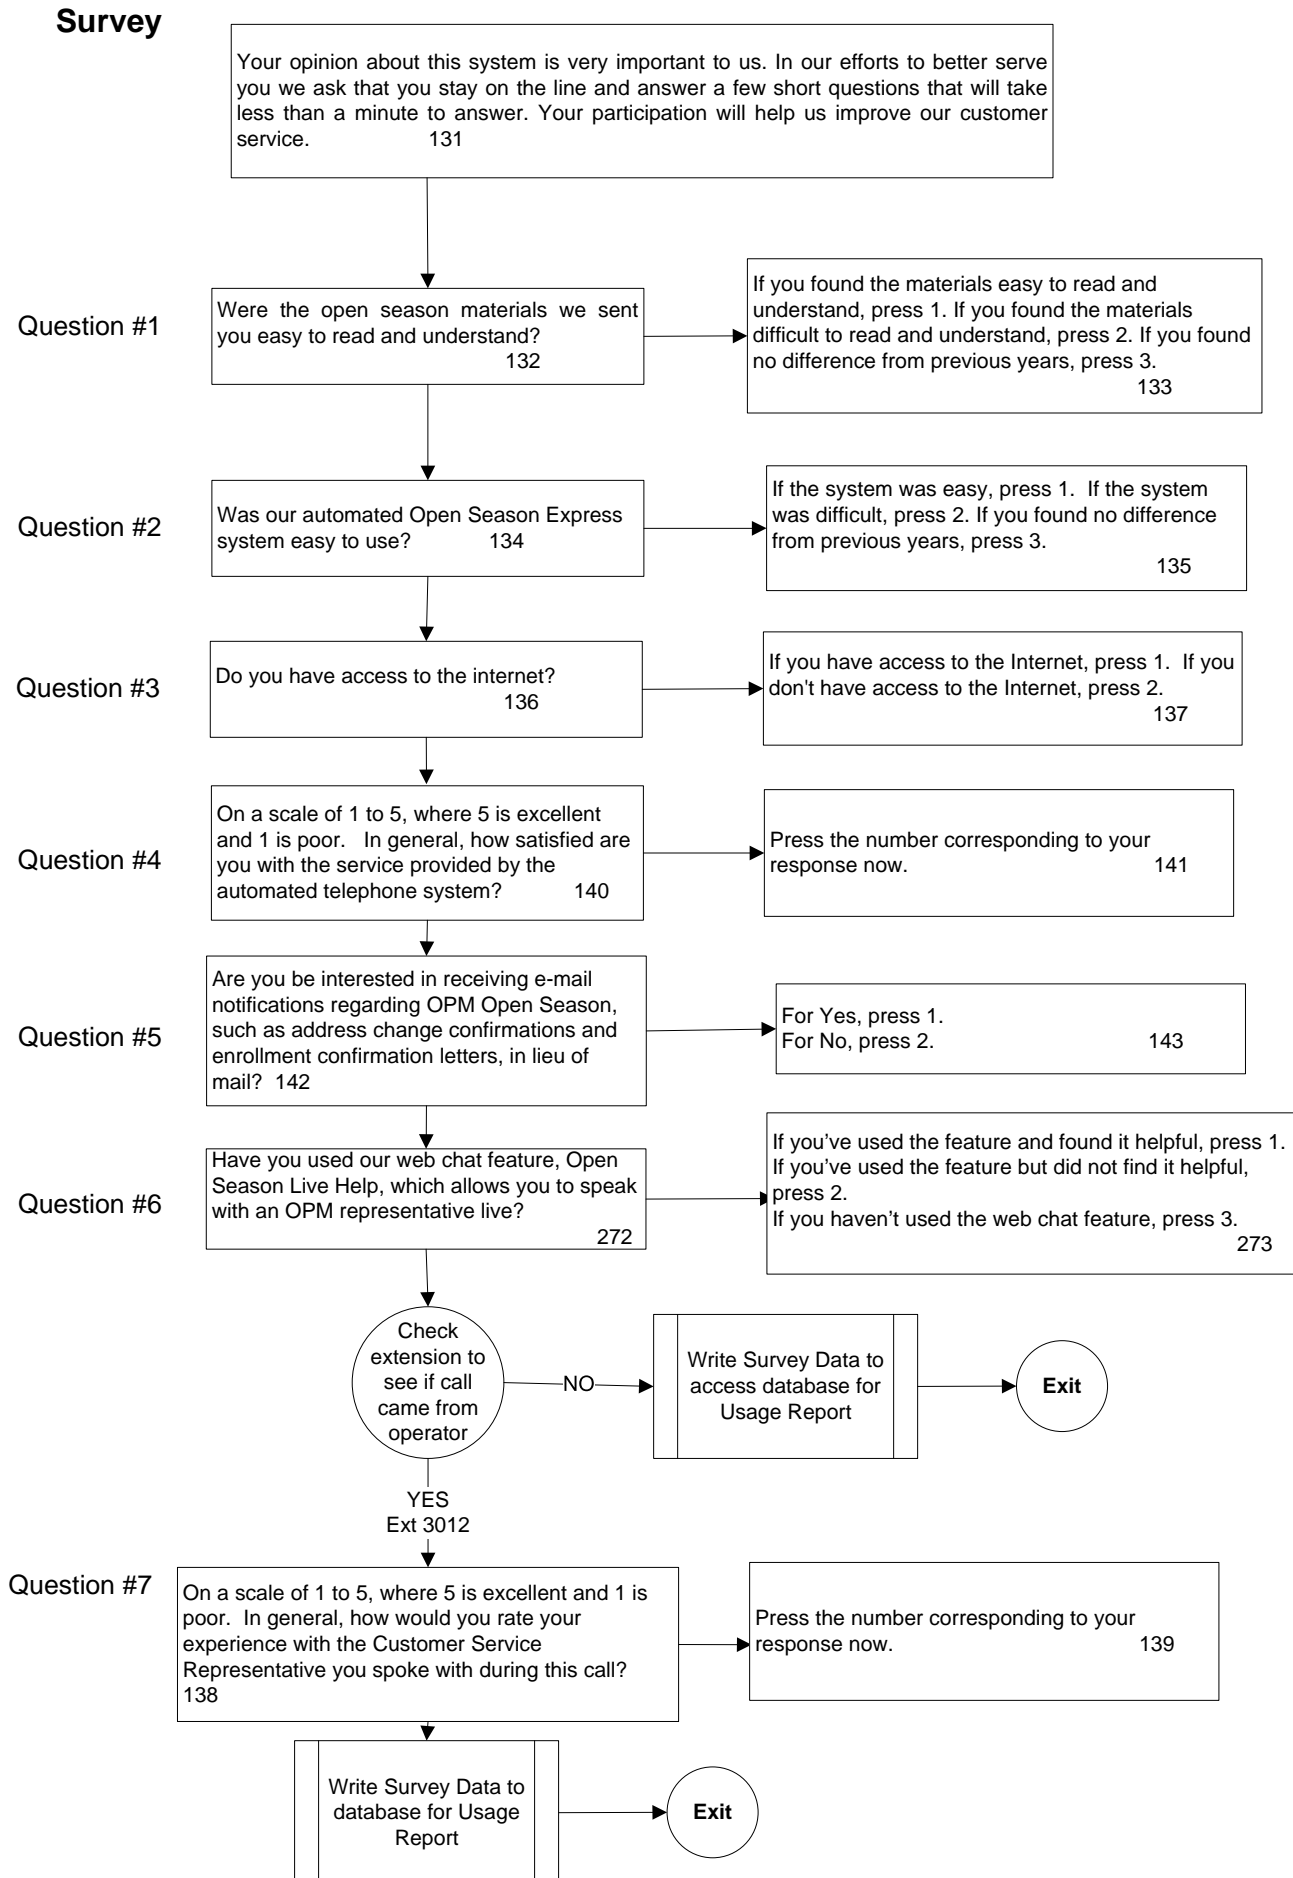 Survey
Your opinion about this system is very important to us. In our efforts to better serve
you we ask that you stay on the line and answer a few short questions that will take
less than a minute to answer. Your participation will help us improve our customer
service. 131
Question #1
Were the open season materials we sent
you easy to read and understand?
132
If you found the materials easy to read and
understand, press 1. If you found the materials
difficult to read and understand, press 2. If you found
no difference from previous years, press 3.
133
Question #2
Was our automated Open Season Express
system easy to use? 134
If the system was easy, press 1. If the system
was difficult, press 2. If you found no difference
from previous years, press 3.
135
Question #3
Do you have access to the internet?
136
If you have access to the Internet, press 1. If you
don't have access to the Internet, press 2.
137
Question #4
On a scale of 1 to 5, where 5 is excellent
and 1 is poor. In general, how satisfied are
you with the service provided by the
automated telephone system? 140
Press the number corresponding to your
response now. 141
Question #5
Are you be interested in receiving e-mail
notifications regarding OPM Open Season,
such as address change confirmations and
enrollment confirmation letters, in lieu of
mail? 142
For Yes, press 1.
For No, press 2. 143
Question #6
Have you used our web chat feature, Open
Season Live Help, which allows you to speak
with an OPM representative live?
272
If you've used the feature and found it helpful, press 1.
If you've used the feature but did not find it helpful,
press 2.
If you haven't used the web chat feature, press 3.
273
Check
extension to
see if call
came from
operator
NO
Write Survey Data to
access database for
Usage Report
Exit
YES
Ext 3012
Question #7
On a scale of 1 to 5, where 5 is excellent and 1 is
poor. In general, how would you rate your
experience with the Customer Service
Representative you spoke with during this call?
138
Press the number corresponding to your
response now. 139
Write Survey Data to
database for Usage
Report
Exit